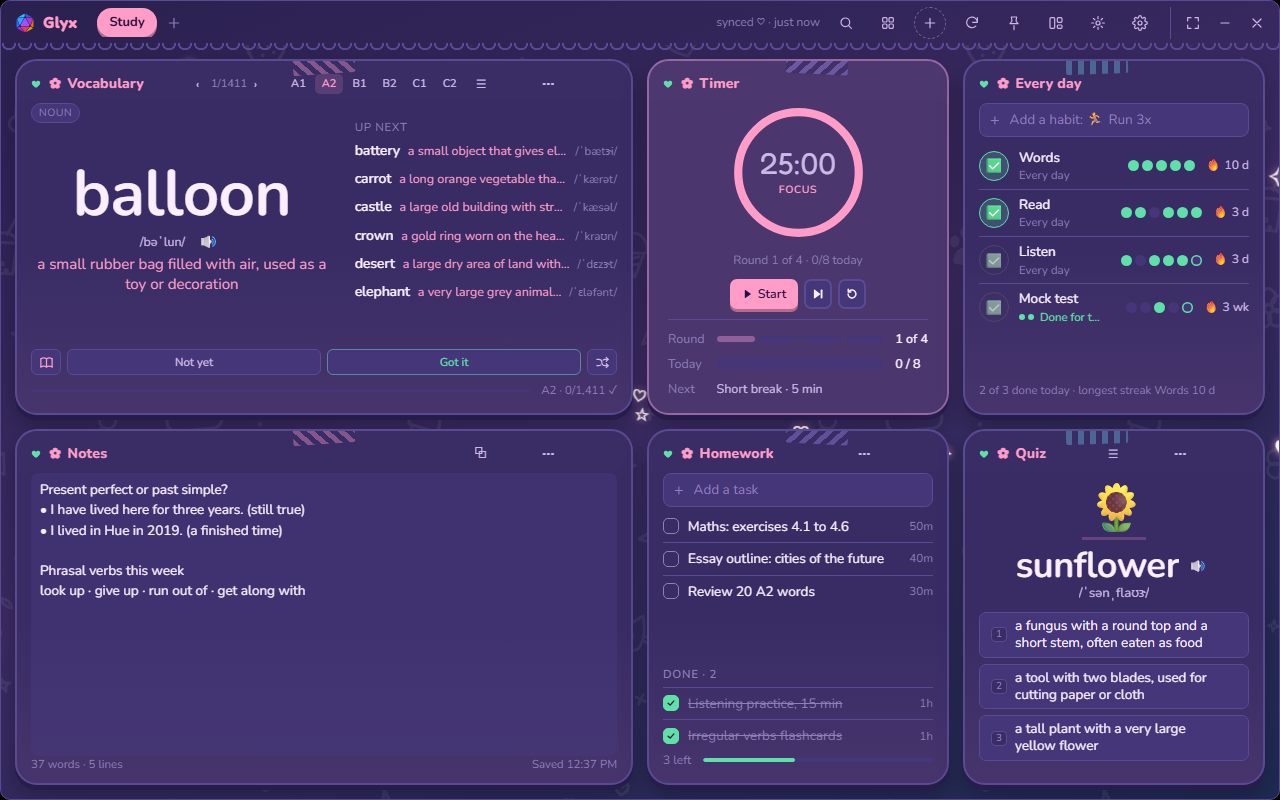 Glyx
Study
synced ♡ · just now
Vocabulary
1/1411
A1 A2 B1 B2 C1 C2
NOUN
balloon
/bəˈlun/
a small rubber bag filled with air, used as a
toy or decoration
UP NEXT
battery a small object that gives el... /ˈbætɝi/
carrot a long orange vegetable tha... /ˈkærət/
castle a large old building with str... /ˈkæsəl/
crown a gold ring worn on the hea... /ˈkraʊn/
desert a large dry area of land with... /ˈdɛzɝt/
elephant a very large grey animal... /ˈɛləfənt/
Not yet
Got it
A2 · 0/1,411 ✓
Timer
25:00
FOCUS
Round 1 of 4 · 0/8 today
Start
Round 1 of 4
Today 0 / 8
Next Short break · 5 min
Every day
+ Add a habit: 🏃 Run 3x
Words
Every day
10 d
Read
Every day
3 d
Listen
Every day
3 d
Mock test
Done for t...
3 wk
2 of 3 done today · longest streak Words 10 d
Notes
Present perfect or past simple?
• I have lived here for three years. (still true)
• I lived in Hue in 2019. (a finished time)
Phrasal verbs this week
look up · give up · run out of · get along with
37 words · 5 lines
Saved 12:37 PM
Homework
+ Add a task
Maths: exercises 4.1 to 4.6 50m
Essay outline: cities of the future 40m
Review 20 A2 words 30m
DONE · 2
Listening practice, 15 min 1h
Irregular verbs flashcards 1h
3 left
Quiz
sunflower
/ˈsənˌflaʊɝ/
1 a fungus with a round top and a
short stem, often eaten as food
2 a tool with two blades, used for
cutting paper or cloth
3 a tall plant with a very large
yellow flower